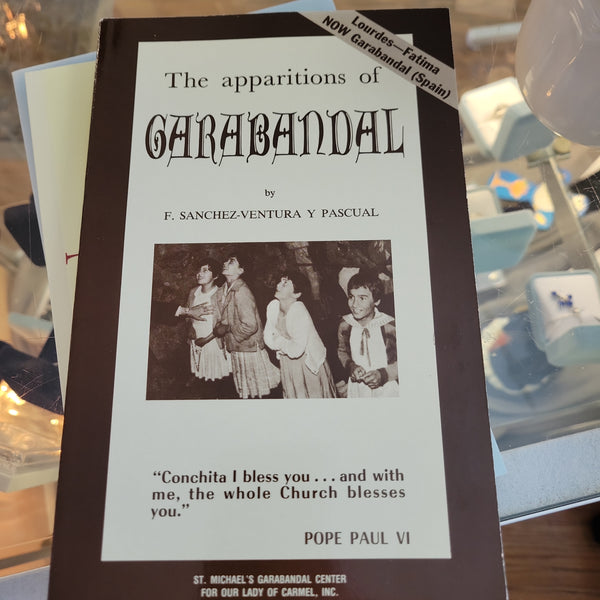 Lourdes—Fatima
NOW Garabandal (Spain)
The apparitions of
GARABANDAL
by
F. SANCHEZ-VENTURA Y PASCUAL
“Conchita I bless you . . . and with
me, the whole Church blesses
you.”
POPE PAUL VI
ST. MICHAEL'S GARABANDAL CENTER
FOR OUR LADY OF CARMEL, INC.